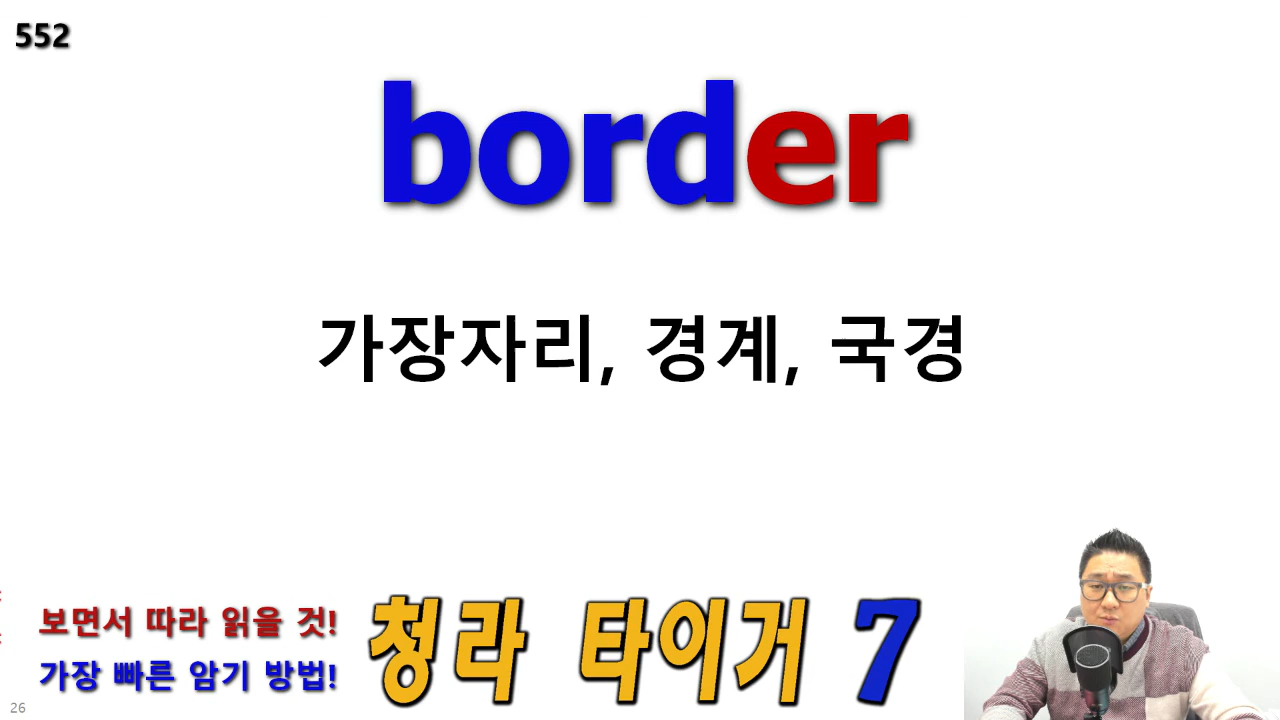 552
border
가장자리, 경계, 국경
보면서 따라 읽을 것!
가장 빠른 암기 방법!
청라 타이거 7
26